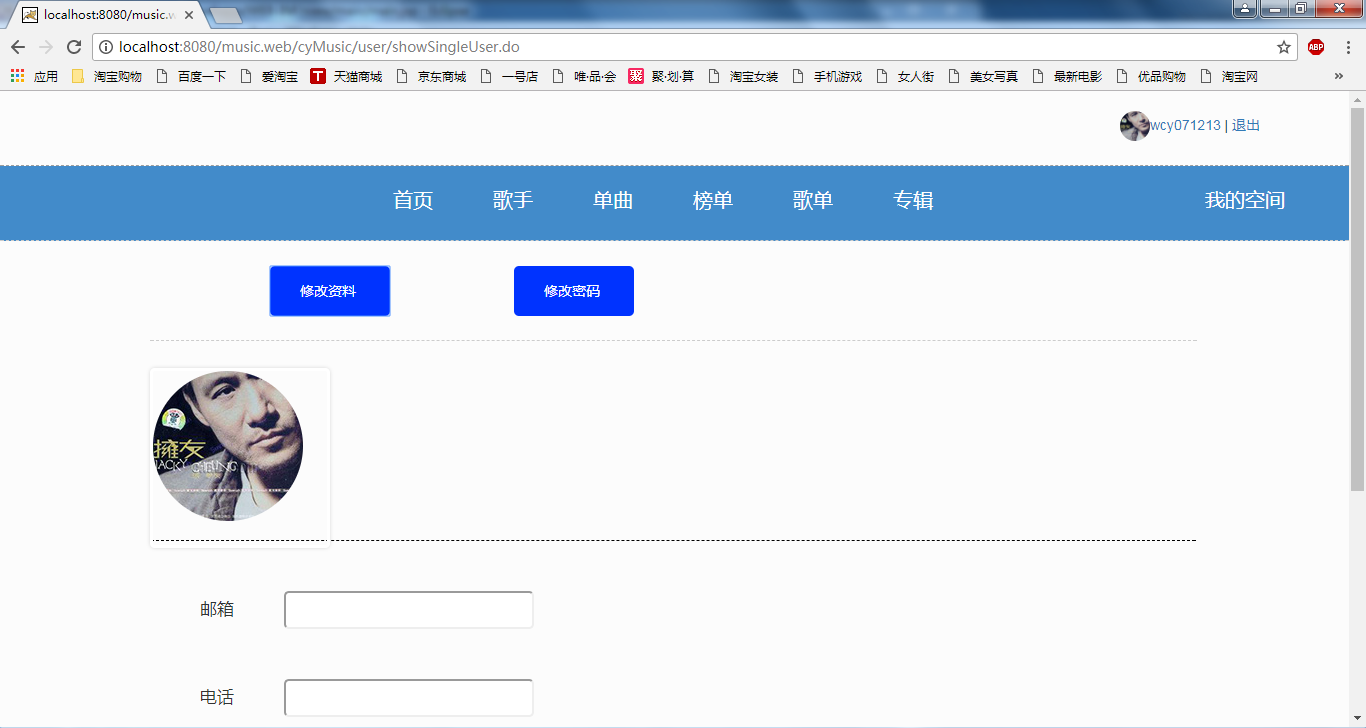 localhost:8080/music.w
localhost:8080/music.web/cyMusic/user/showSingleUser.do
ABP
应用 淘宝购物 百度一下 爱淘宝 T 天猫商城 京东商城 一号店 唯·品·会 聚 聚·划·算 淘宝女装 手机游戏 女人街 美女写真 最新电影 优品购物 淘宝网 »
wcy071213 | 退出
首页 歌手 单曲 榜单 歌单 专辑 我的空间
修改资料 修改密码
擁友
JACKY CHEUNG
邮箱
电话